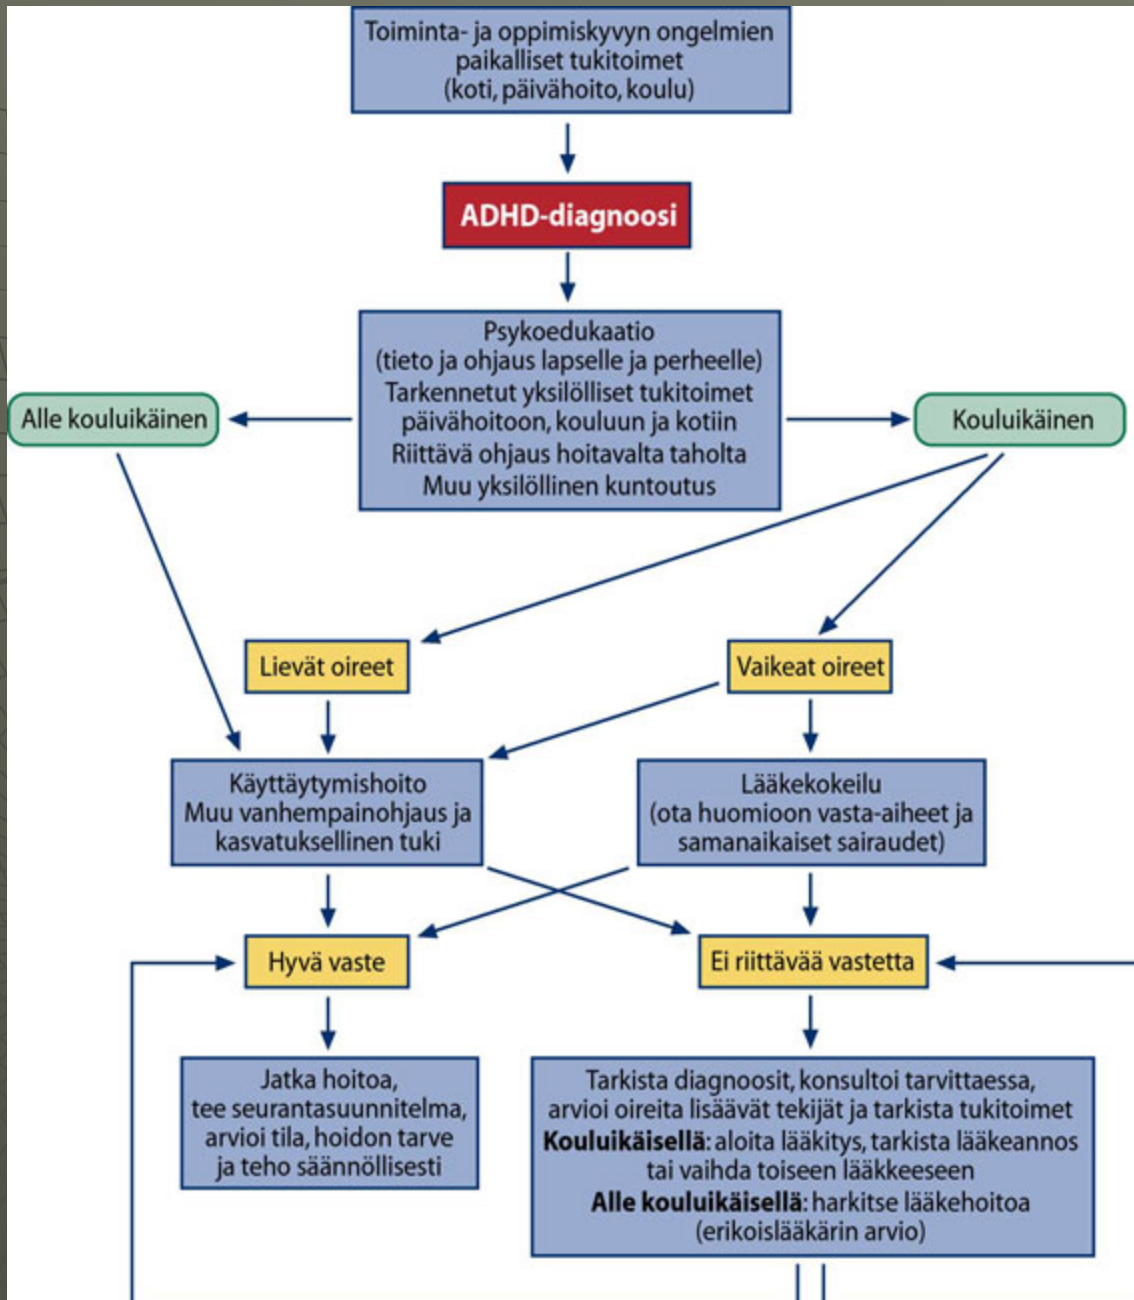 Toiminta- ja oppimiskyvyn ongelmien
paikalliset tukitoimet
(koti, päivähoito, koulu)
ADHD-diagnoosi
Psykoedukaatio
(tieto ja ohjaus lapselle ja perheelle)
Tarkennetut yksilölliset tukitoimet
päivähoitoon, kouluun ja kotiin
Riittävä ohjaus hoitavalta taholta
Muu yksilöllinen kuntoutus
Alle kouluikäinen
Kouluikäinen
Lievät oireet
Vaikeat oireet
Käyttäytymishoito
Muu vanhempainohjaus ja
kasvatuksellinen tuki
Lääkekokeilu
(ota huomioon vasta-aiheet ja
samanaikaiset sairaudet)
Hyvä vaste
Ei riittävää vastetta
Jatka hoitoa,
tee seurantasuunnitelma,
arvioi tila, hoidon tarve
ja teho säännöllisesti
Tarkista diagnoosit, konsultoi tarvittaessa,
arvioi oireita lisäävät tekijät ja tarkista tukitoimet
Kouluikäisellä: aloita lääkitys, tarkista lääkeannos
tai vaihda toiseen lääkkeeseen
Alle kouluikäisellä: harkitse lääkehoitoa
(erikoislääkärin arvio)